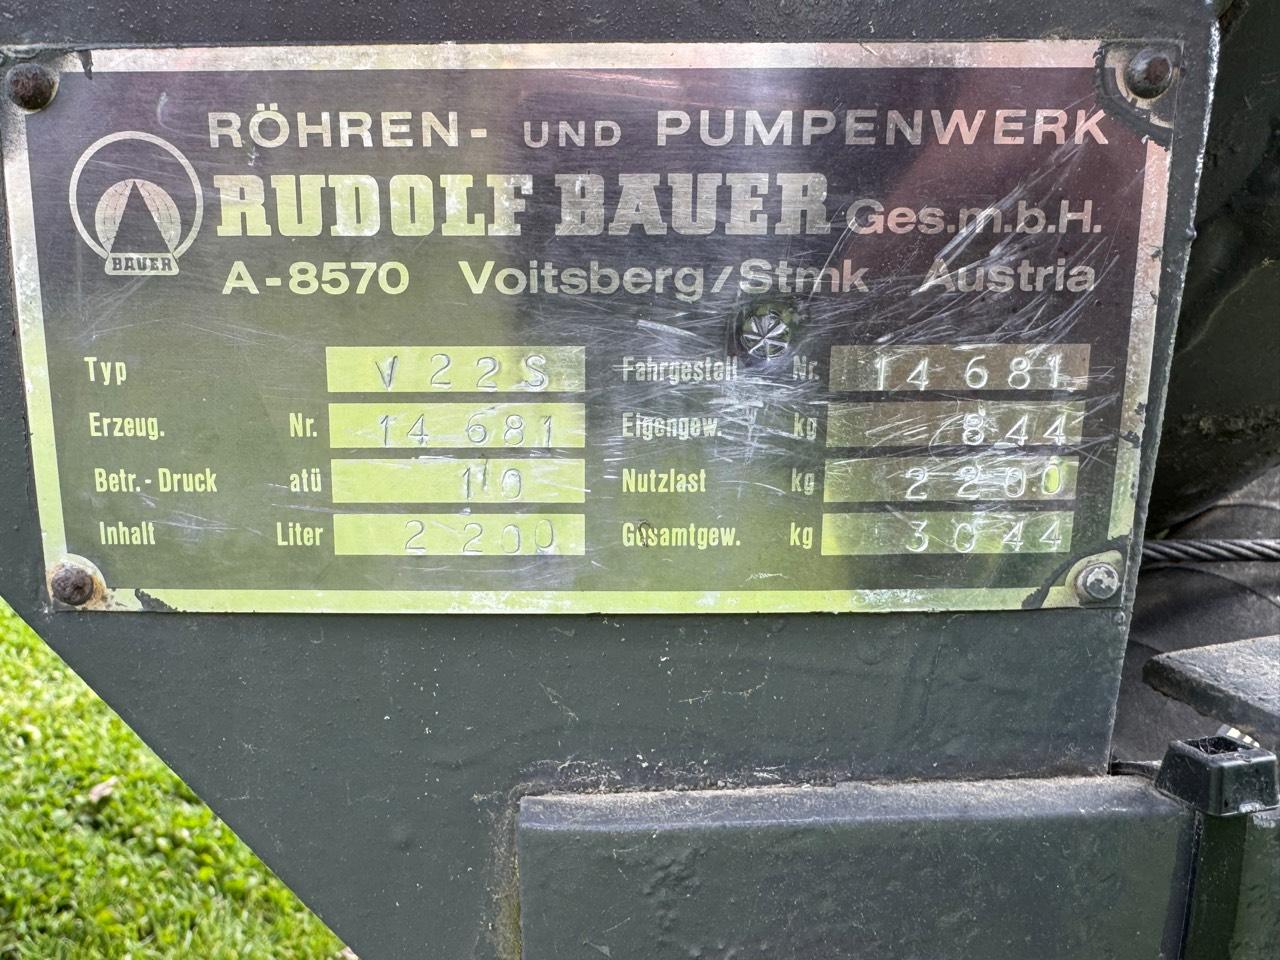 RÖHREN- UND PUMPENWERK
BAUER
RUDOLF BAUER Ges.m.b.H.
A-8570 Voitsberg/Stmk Austria
Typ V22S Fahrgestell Nr. 14 681
Erzeug. Nr. 14 681 Eigengew. kg 844
Betr.-Druck atü 10 Nutzlast kg 2200
Inhalt Liter 2 200 Gesamtgew. kg 3044